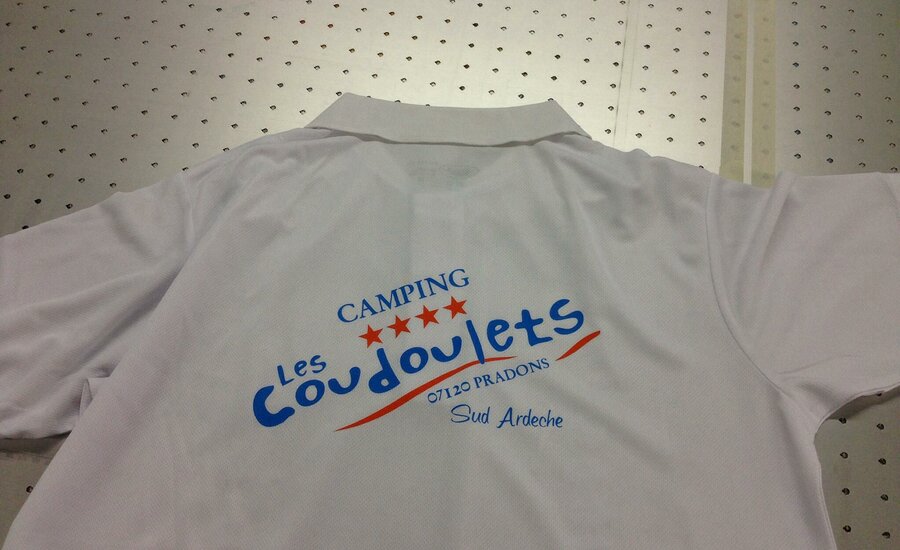 CAMPING
Les
Coudoulets
07120 PRADONS
Sud Ardeche